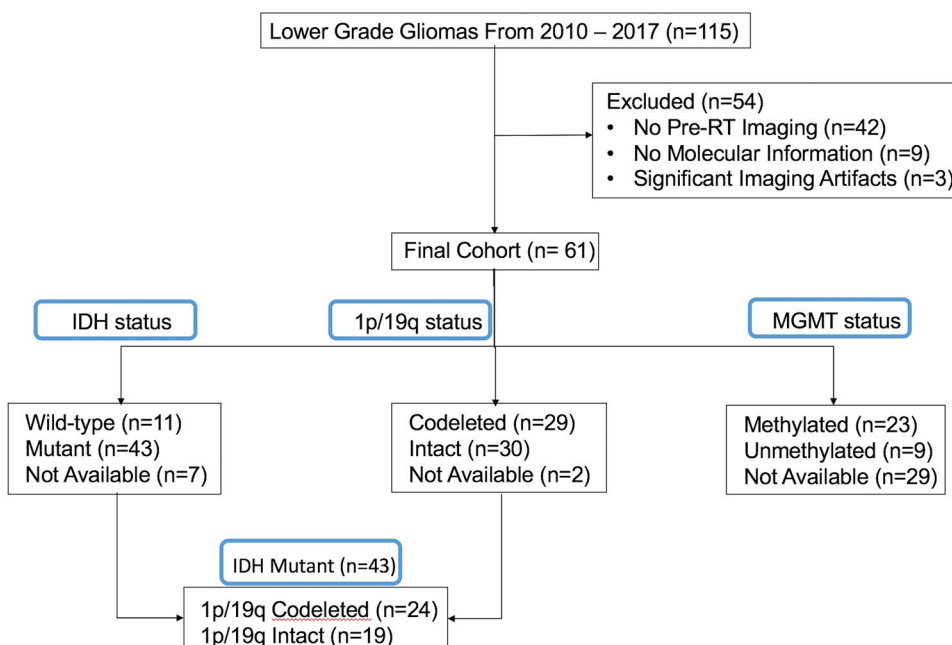 Lower Grade Gliomas From 2010 – 2017 (n=115)
Excluded (n=54)
• No Pre-RT Imaging (n=42)
• No Molecular Information (n=9)
• Significant Imaging Artifacts (n=3)
Final Cohort (n= 61)
IDH status
1p/19q status
MGMT status
Wild-type (n=11)
Mutant (n=43)
Not Available (n=7)
Codeleted (n=29)
Intact (n=30)
Not Available (n=2)
Methylated (n=23)
Unmethylated (n=9)
Not Available (n=29)
IDH Mutant (n=43)
1p/19q Codeleted (n=24)
1p/19q Intact (n=19)